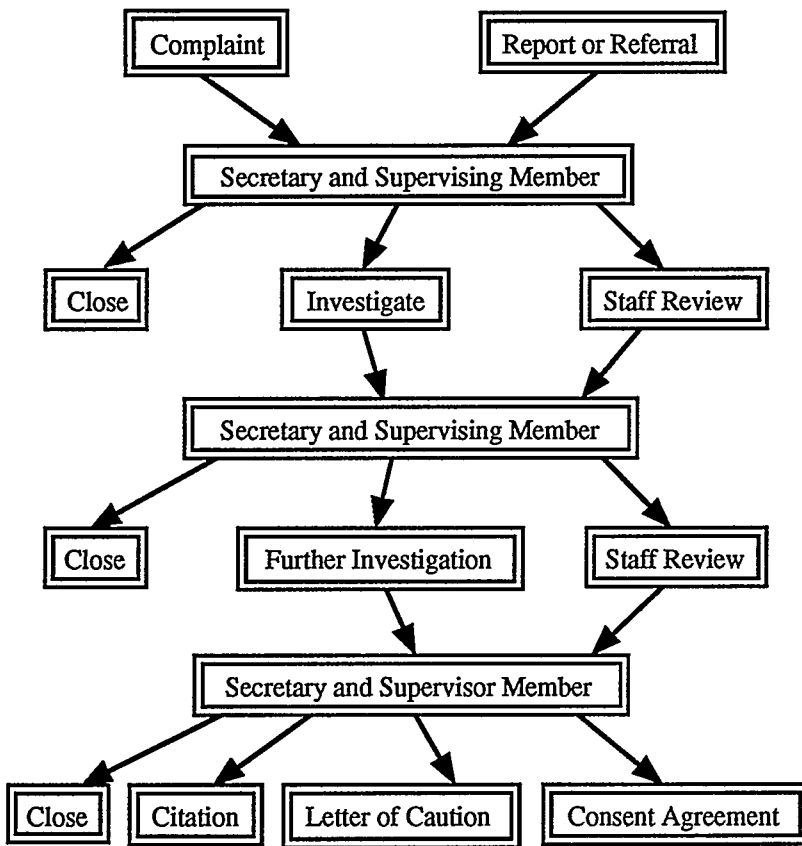 Complaint
Report or Referral
Secretary and Supervising Member
Close
Investigate
Staff Review
Secretary and Supervising Member
Close
Further Investigation
Staff Review
Secretary and Supervisor Member
Close
Citation
Letter of Caution
Consent Agreement